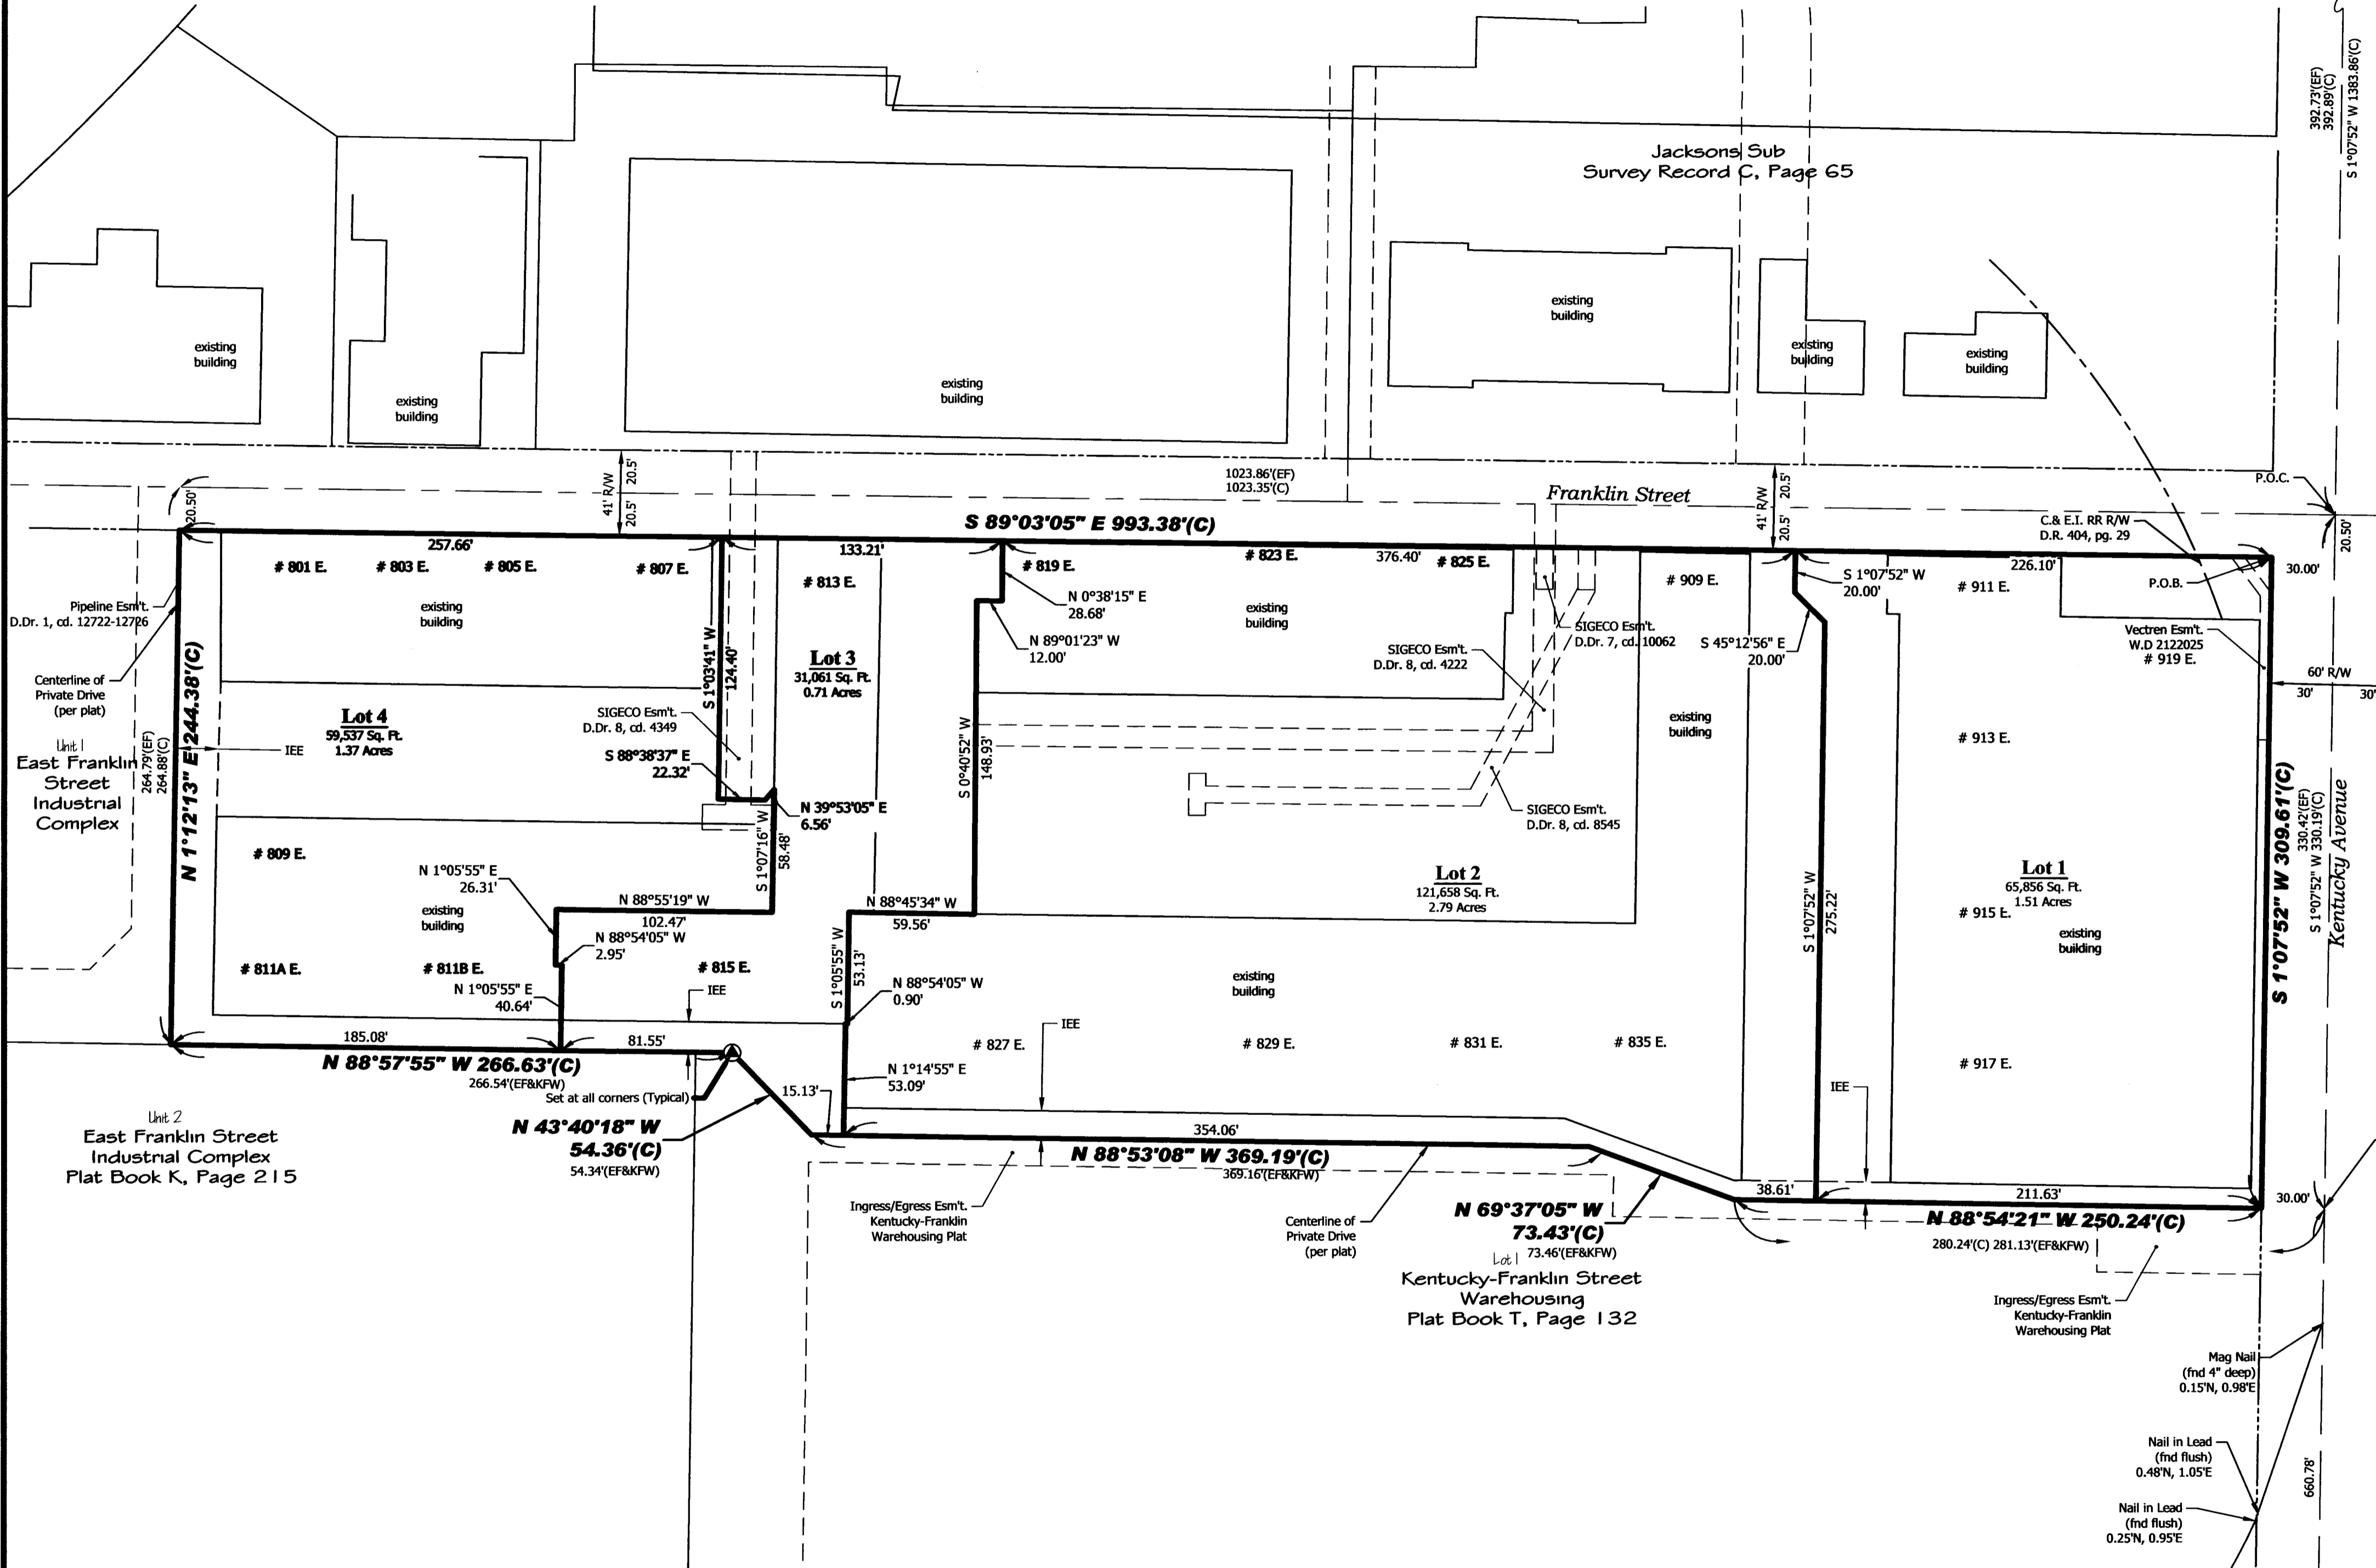 392.73'(EF)
392.89'(C)
S 1°07'52" W 1383.86'(C)
Jacksons Sub
Survey Record C, Page 65
existing
building
existing
building
existing
building
existing
building
existing
building
existing
building
1023.86'(EF)
1023.35'(C)
Franklin Street
P.O.C.
20.50'
41' R/W
20.5'
20.5'
41' R/W
20.5'
20.5'
20.50'
C.& E.I. RR R/W
D.R. 404, pg. 29
S 89°03'05" E 993.38'(C)
257.66'
133.21'
376.40'
226.10'
30.00'
P.O.B.
# 801 E.
# 803 E.
# 805 E.
# 807 E.
# 813 E.
# 819 E.
# 823 E.
# 825 E.
# 909 E.
# 911 E.
S 1°07'52" W
20.00'
N 0°38'15" E
28.68'
N 89°01'23" W
12.00'
Pipeline Esm't.
D.Dr. 1, cd. 12722-12726
existing
building
existing
building
SIGECO Esm't.
D.Dr. 7, cd. 10062
S 45°12'56" E
20.00'
SIGECO Esm't.
D.Dr. 8, cd. 4222
Vectren Esm't.
W.D 2122025
# 919 E.
60' R/W
30'
30'
Centerline of
Private Drive
(per plat)
Lot 3
31,061 Sq. Ft.
0.71 Acres
S 1°03'41" W
124.40'
Lot 4
59,537 Sq. Ft.
1.37 Acres
IEE
SIGECO Esm't.
D.Dr. 8, cd. 4349
S 88°38'37" E
22.32'
N 39°53'05" E
6.56'
existing
building
# 913 E.
Unit 1
East Franklin
Street
Industrial
Complex
264.79'(EF)
264.88'(C)
N 1°12'13" E 244.38'(C)
S 0°40'52" W
148.93'
SIGECO Esm't.
D.Dr. 8, cd. 8545
S 1°07'16" W
58.48'
# 809 E.
N 1°05'55" E
26.31'
N 88°55'19" W
102.47'
N 88°45'34" W
59.56'
Lot 2
121,658 Sq. Ft.
2.79 Acres
S 1°07'52" W
275.22'
Lot 1
65,856 Sq. Ft.
1.51 Acres
# 915 E.
existing
building
S 1°07'52" W 309.61'(C)
330.42'(EF)
S 1°07'52" W 330.19'(C)
Kentucky Avenue
existing
building
N 88°54'05" W
2.95'
# 811A E.
# 811B E.
# 815 E.
N 1°05'55" E
40.64'
IEE
S 1°05'55" W
53.13'
N 88°54'05" W
0.90'
existing
building
IEE
# 827 E.
# 829 E.
# 831 E.
# 835 E.
# 917 E.
IEE
185.08'
81.55'
N 88°57'55" W 266.63'(C)
266.54'(EF&KFW)
Set at all corners (Typical)
15.13'
N 1°14'55" E
53.09'
N 43°40'18" W
54.36'(C)
54.34'(EF&KFW)
354.06'
N 88°53'08" W 369.19'(C)
369.16'(EF&KFW)
38.61'
211.63'
30.00'
N 88°54'21" W 250.24'(C)
280.24'(C) 281.13'(EF&KFW)
Unit 2
East Franklin Street
Industrial Complex
Plat Book K, Page 215
Ingress/Egress Esm't.
Kentucky-Franklin
Warehousing Plat
Centerline of
Private Drive
(per plat)
N 69°37'05" W
73.43'(C)
73.46'(EF&KFW)
Lot 1
Kentucky-Franklin Street
Warehousing
Plat Book T, Page 132
Ingress/Egress Esm't.
Kentucky-Franklin
Warehousing Plat
Mag Nail
(fnd 4" deep)
0.15'N, 0.98'E
Nail in Lead
(fnd flush)
0.48'N, 1.05'E
660.78'
Nail in Lead
(fnd flush)
0.25'N, 0.95'E